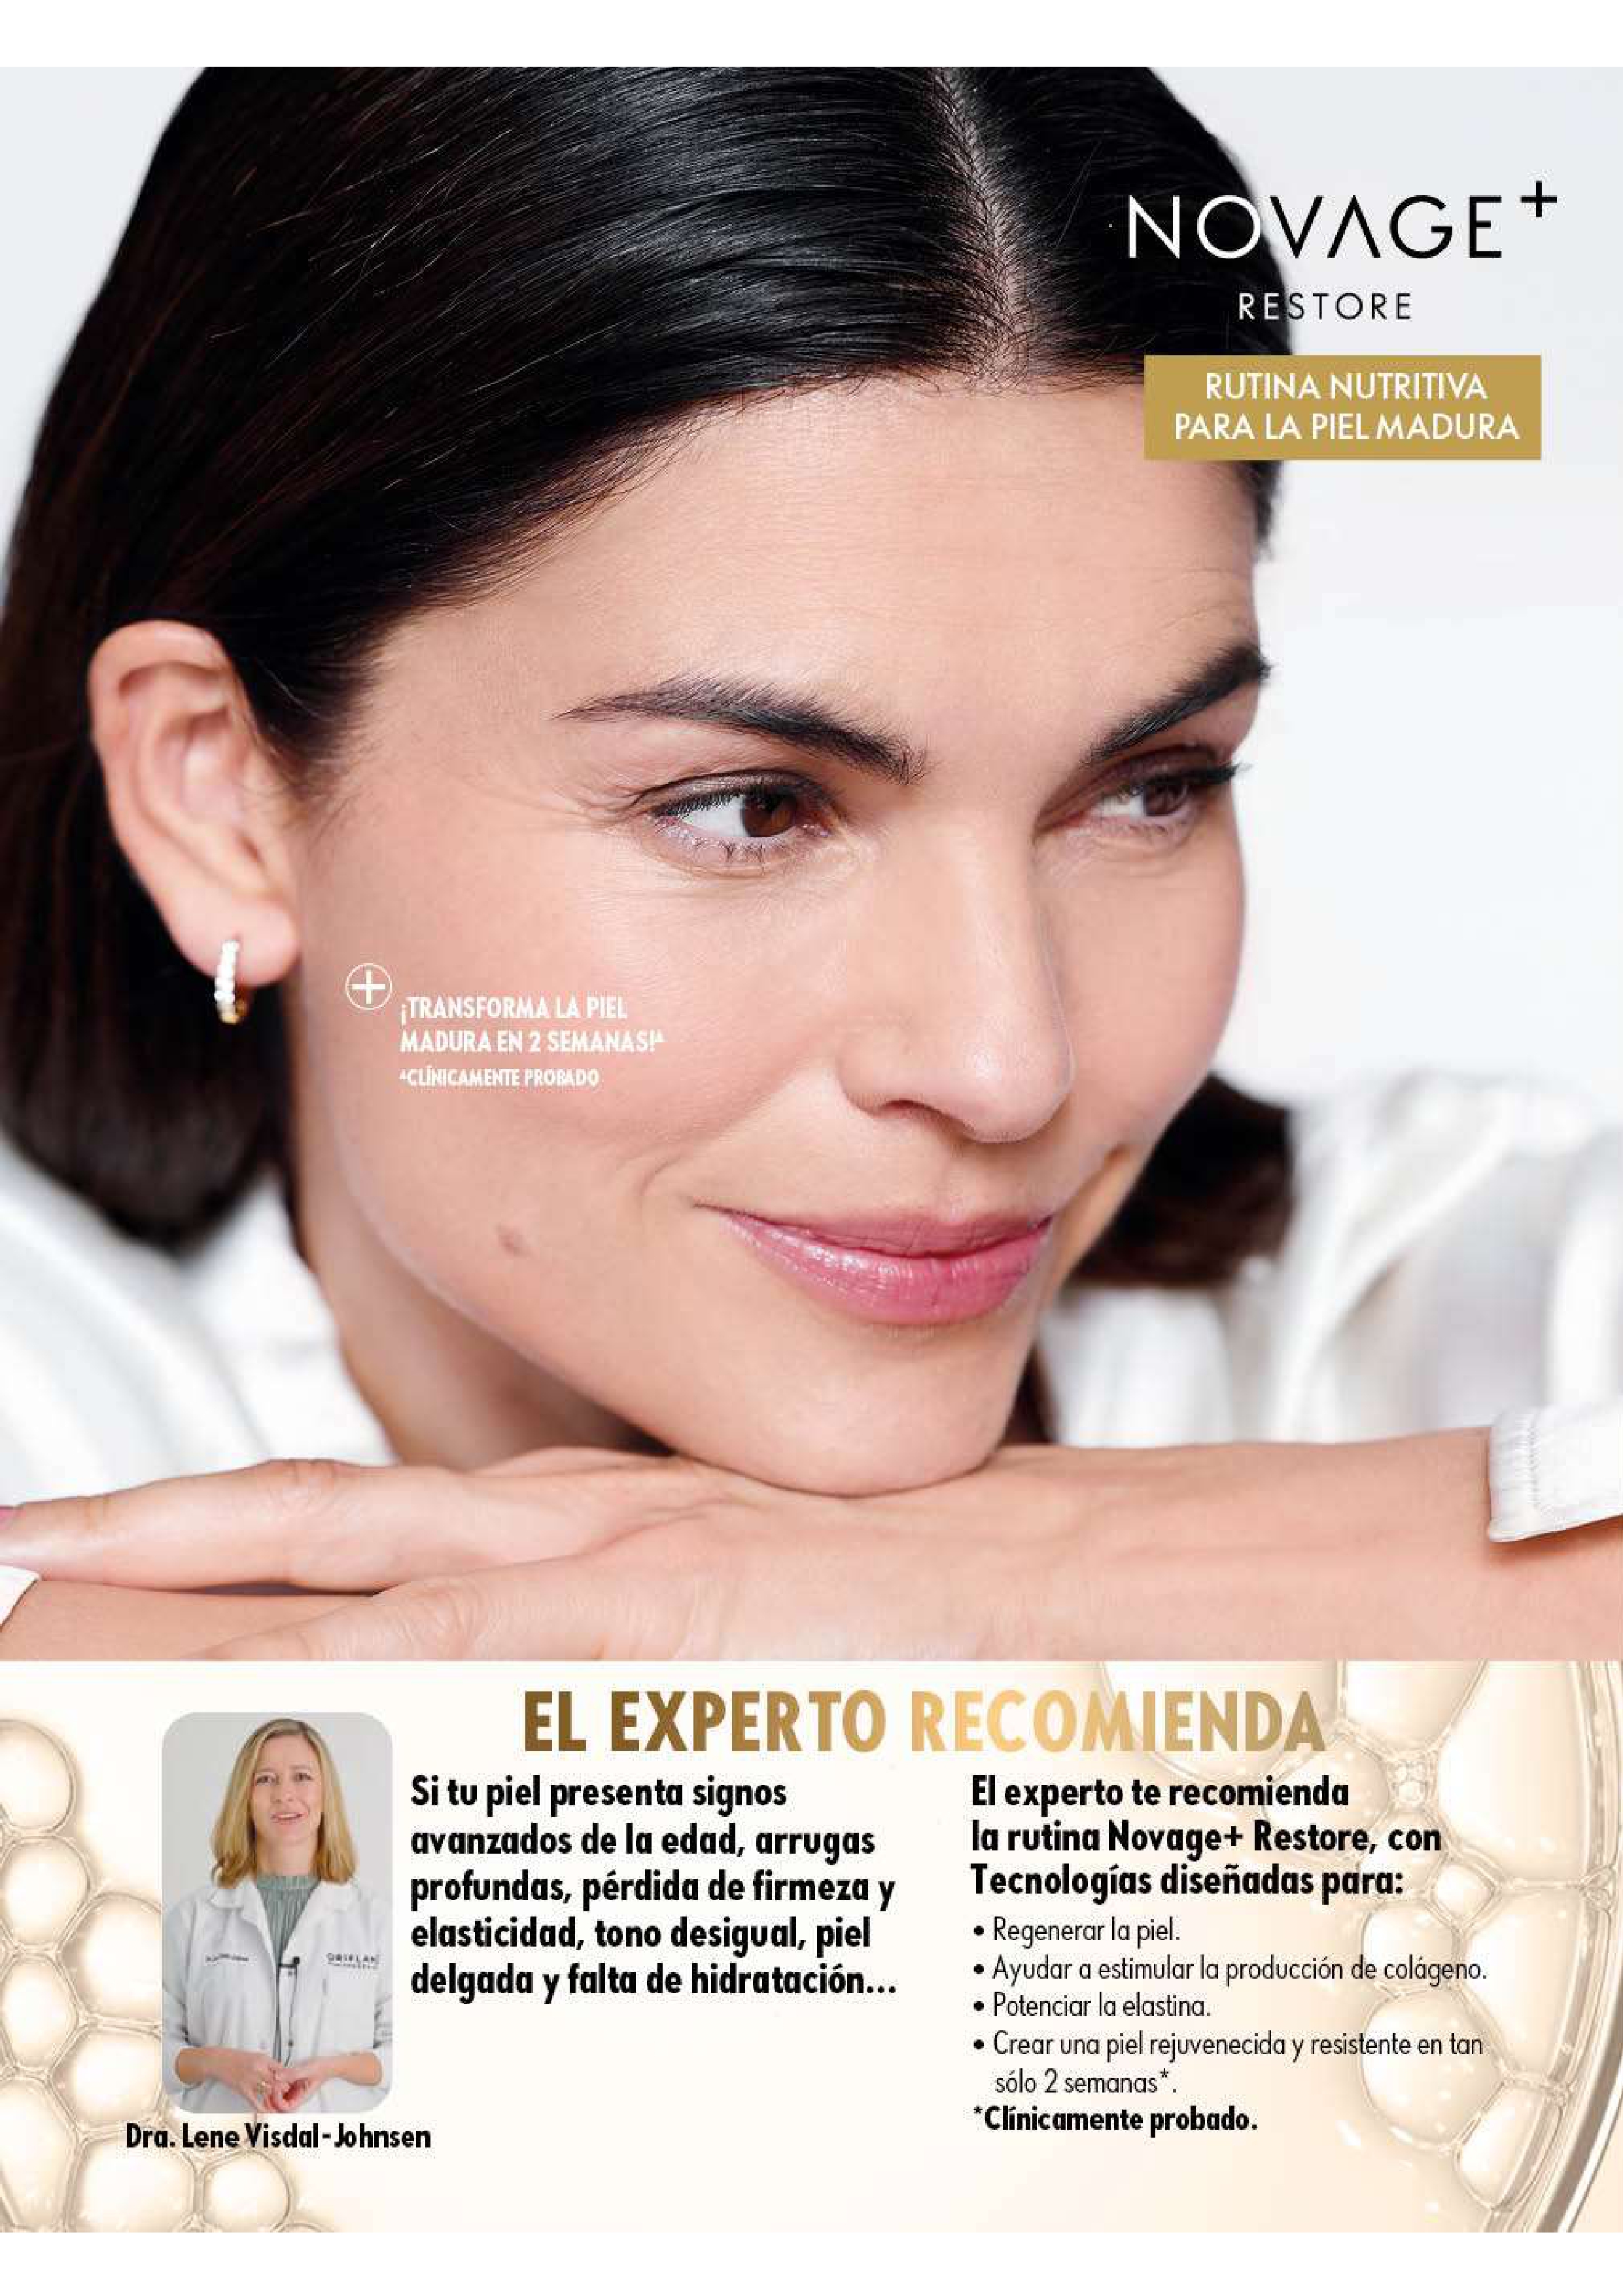 NOVAGE+
RESTORE
RUTINA NUTRITIVA
PARA LA PIEL MADURA
¡TRANSFORMA LA PIEL
MADURA EN 2 SEMANAS!ᴬ
ᴬCLÍNICAMENTE PROBADO
EL EXPERTO RECOMIENDA
Si tu piel presenta signos
avanzados de la edad, arrugas
profundas, pérdida de firmeza y
elasticidad, tono desigual, piel
delgada y falta de hidratación...
El experto te recomienda
la rutina Novage+ Restore, con
Tecnologías diseñadas para:
• Regenerar la piel.
• Ayudar a estimular la producción de colágeno.
• Potenciar la elastina.
• Crear una piel rejuvenecida y resistente en tan
sólo 2 semanas*.
*Clínicamente probado.
Dra. Lene Visdal-Johnsen